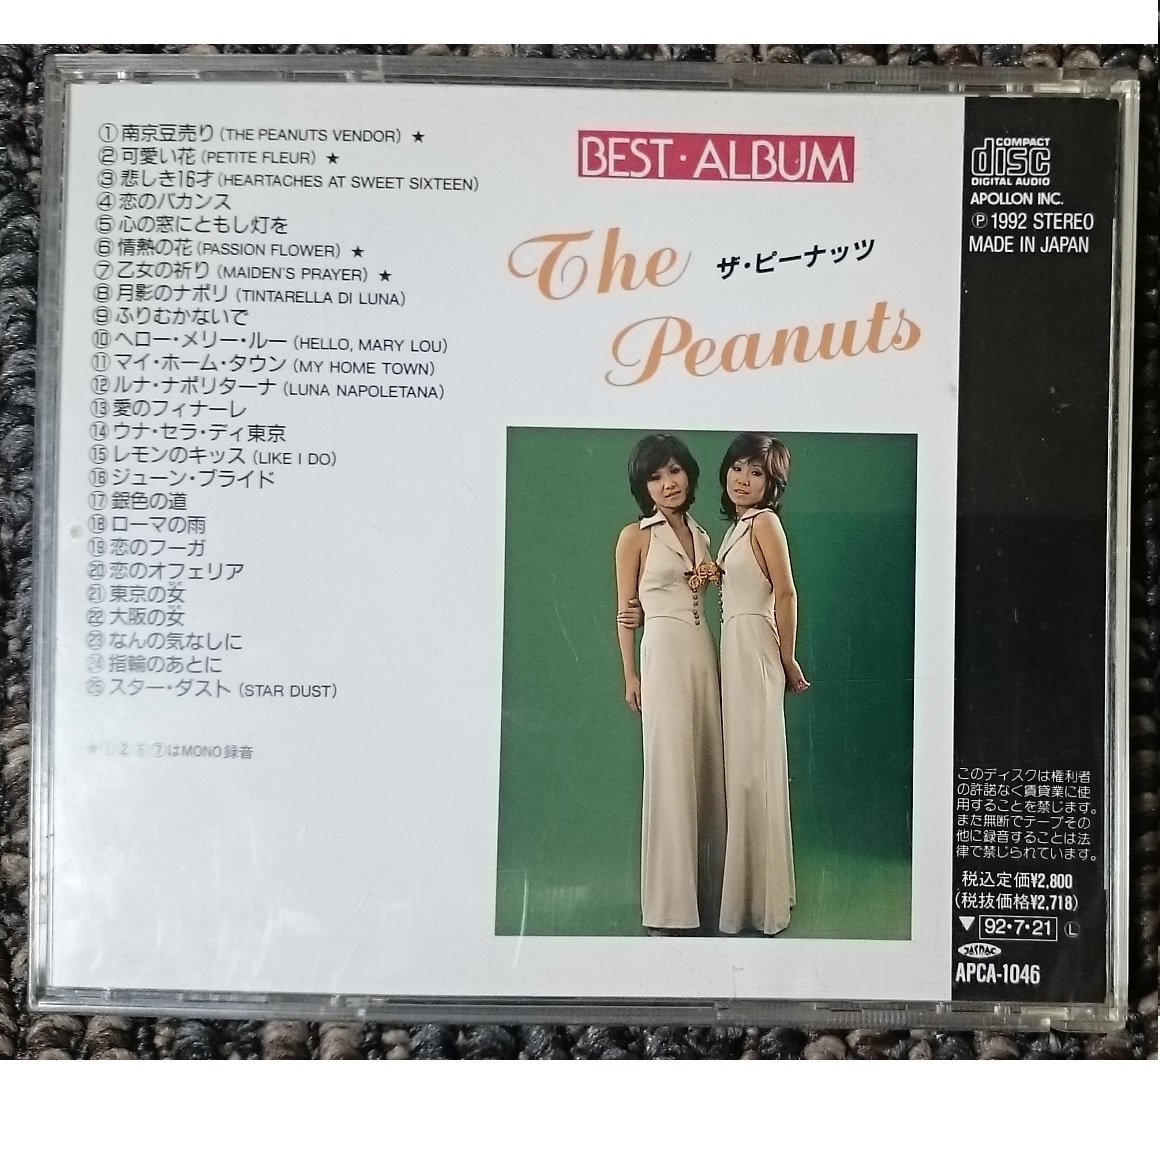 ①南京豆売り(THE PEANUTS VENDOR) ★
②可愛い花(PETITE FLEUR) ★
③悲しき16才(HEARTACHES AT SWEET SIXTEEN)
④恋のバカンス
⑤心の窓にともし灯を
⑥情熱の花(PASSION FLOWER) ★
⑦乙女の祈り(MAIDEN'S PRAYER) ★
⑧月影のナポリ(TINTARELLA DI LUNA)
⑨ふりむかないで
⑩ヘロー・メリー・ルー(HELLO, MARY LOU)
⑪マイ・ホーム・タウン(MY HOME TOWN)
⑫ルナ・ナポリターナ(LUNA NAPOLETANA)
⑬愛のフィナーレ
⑭ウナ・セラ・ディ東京
⑮レモンのキッス(LIKE I DO)
⑯ジューン・ブライド
⑰銀色の道
⑱ローマの雨
⑲恋のフーガ
⑳恋のオフェリア
㉑東京の女
㉒大阪の女
㉓なんの気なしに
㉔指輪のあとに
㉕スター・ダスト(STAR DUST)
★①②⑥⑦はMONO録音
BEST・ALBUM
The
ザ・ピーナッツ
Peanuts
COMPACT
disc
DIGITAL AUDIO
APOLLON INC.
Ⓟ1992 STEREO
MADE IN JAPAN
このディスクは権利者
の許諾なく賃貸業に使
用することを禁じます。
また無断でテープその
他に録音することは法
律で禁じられています。
税込定価¥2,800
(税抜価格¥2,718)
▼ 92・7・21 Ⓛ
JASRAC
APCA-1046